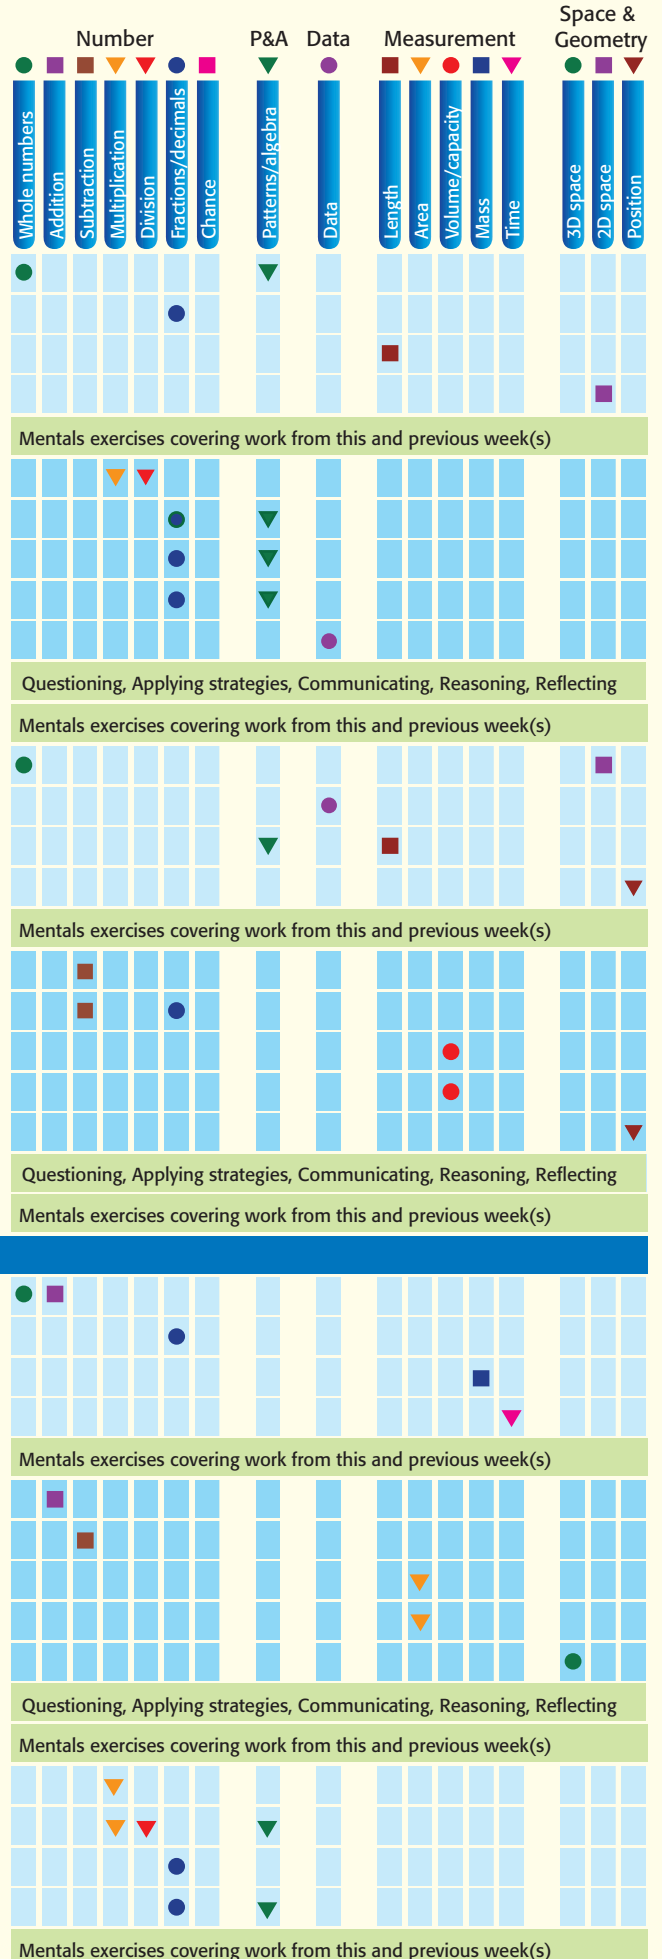 Space &
Number P&A Data Measurement Geometry
Whole numbers
Addition
Subtraction
Multiplication
Division
Fractions/decimals
Chance
Patterns/algebra
Data
Length
Area
Volume/capacity
Mass
Time
3D space
2D space
Position
Mentals exercises covering work from this and previous week(s)
Questioning, Applying strategies, Communicating, Reasoning, Reflecting
Mentals exercises covering work from this and previous week(s)
Mentals exercises covering work from this and previous week(s)
Questioning, Applying strategies, Communicating, Reasoning, Reflecting
Mentals exercises covering work from this and previous week(s)
Mentals exercises covering work from this and previous week(s)
Questioning, Applying strategies, Communicating, Reasoning, Reflecting
Mentals exercises covering work from this and previous week(s)
Mentals exercises covering work from this and previous week(s)